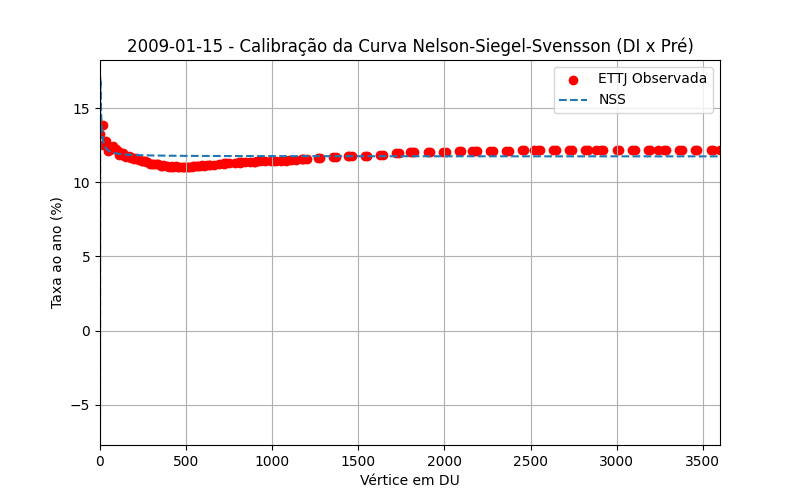 2009-01-15 - Calibração da Curva Nelson-Siegel-Svensson (DI x Pré)
ETTJ Observada
NSS
Taxa ao ano (%)
15
10
5
0
−5
0 500 1000 1500 2000 2500 3000 3500
Vértice em DU